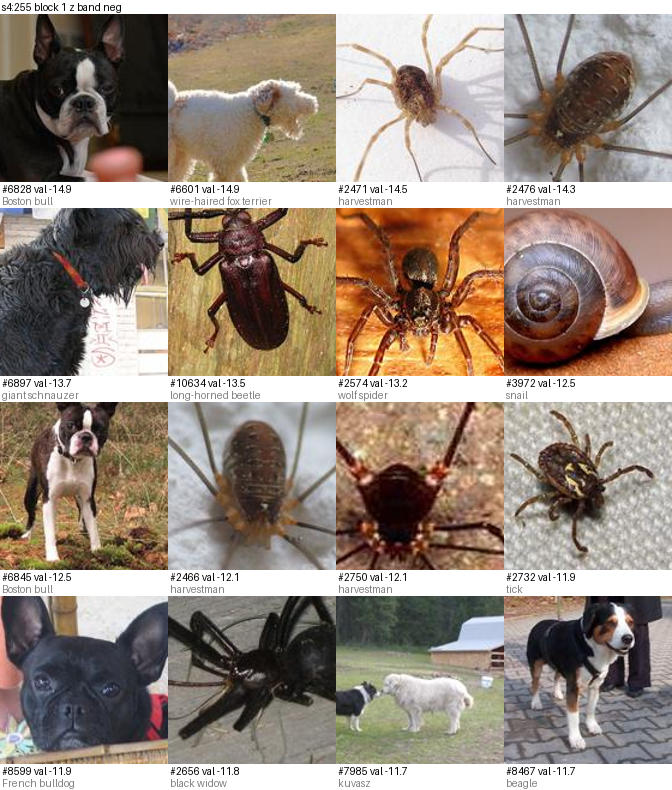 s4:255 block 1 z band neg
#6828 val -14.9
Boston bull
#6601 val -14.9
wire-haired fox terrier
#2471 val -14.5
harvestman
#2476 val -14.3
harvestman
#6897 val -13.7
giant schnauzer
#10634 val -13.5
long-horned beetle
#2574 val -13.2
wolf spider
#3972 val -12.5
snail
#6845 val -12.5
Boston bull
#2466 val -12.1
harvestman
#2750 val -12.1
harvestman
#2732 val -11.9
tick
#8599 val -11.9
French bulldog
#2656 val -11.8
black widow
#7985 val -11.7
kuvasz
#8467 val -11.7
beagle